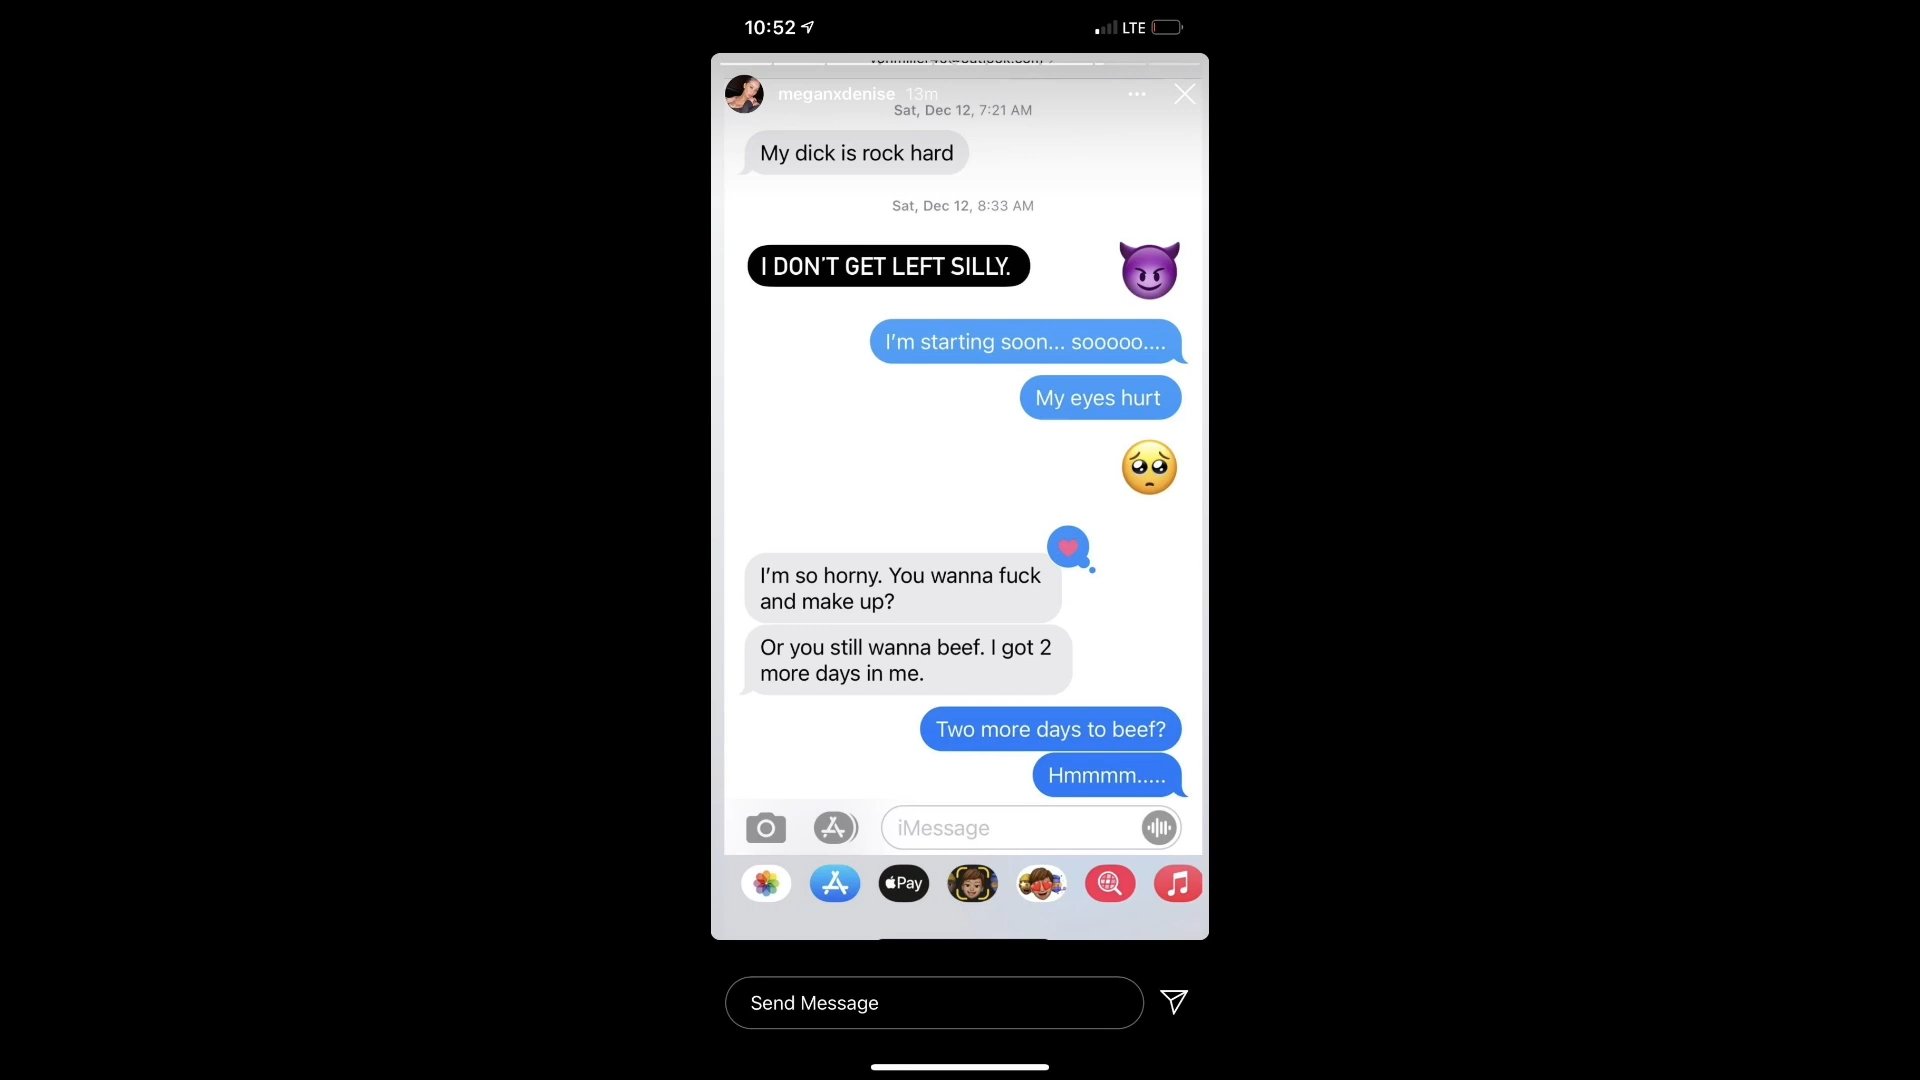 10:52
LTE
meganxdenise 13m
Sat, Dec 12, 7:21 AM
My dick is rock hard
Sat, Dec 12, 8:33 AM
I DON'T GET LEFT SILLY.
I'm starting soon... sooooo....
My eyes hurt
I'm so horny. You wanna fuck
and make up?
Or you still wanna beef. I got 2
more days in me.
Two more days to beef?
Hmmmm.....
iMessage
Pay
Send Message